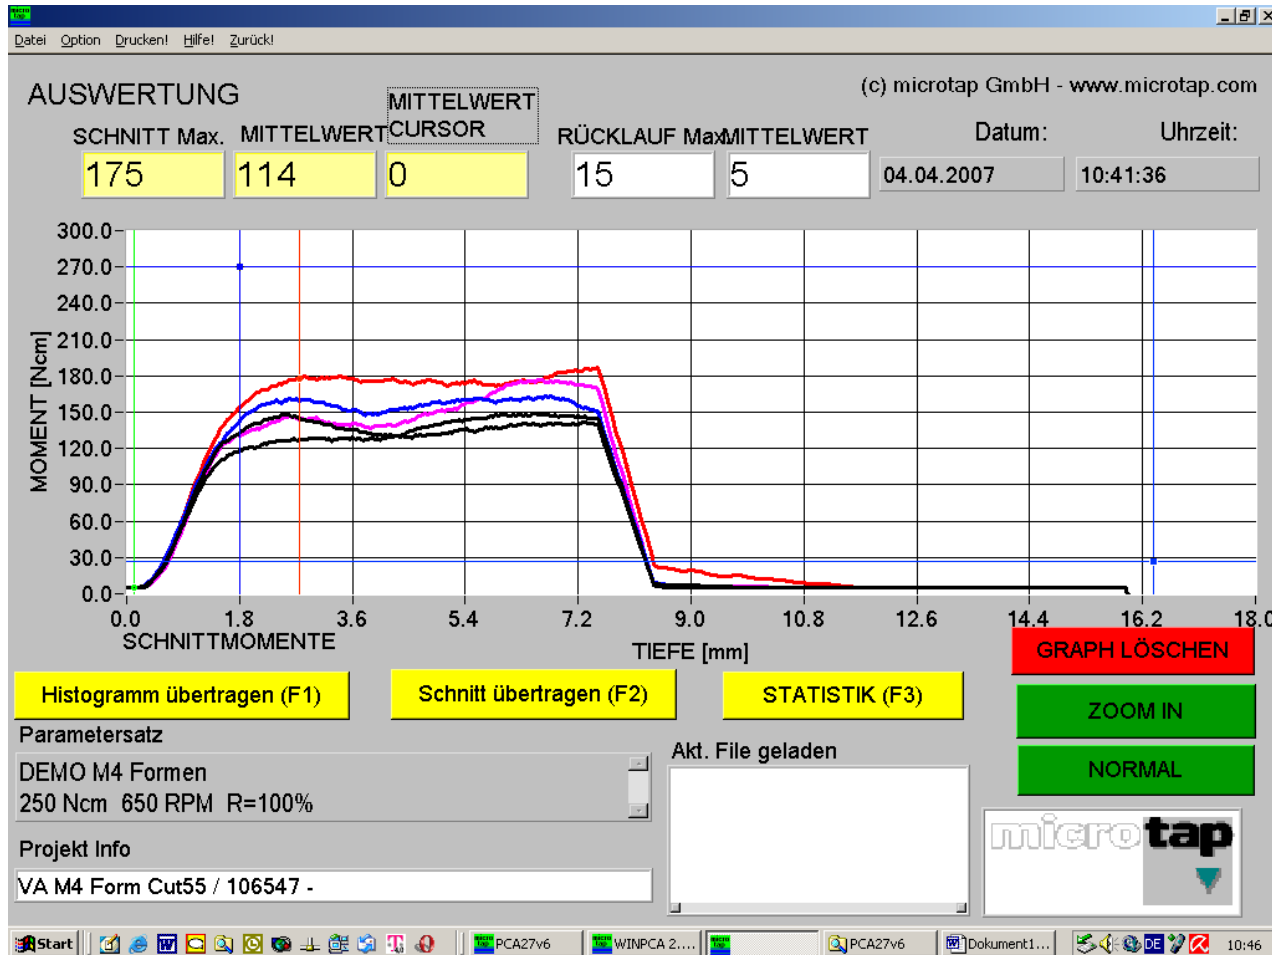 micro tap
Datei Option Drucken! Hilfe! Zurück!
AUSWERTUNG
(c) microtap GmbH - www.microtap.com
SCHNITT Max. MITTELWERT MITTELWERT CURSOR RÜCKLAUF Max. MITTELWERT Datum: Uhrzeit:
175 114 0 15 5 04.04.2007 10:41:36
MOMENT [Ncm]
300.0
270.0
240.0
210.0
180.0
150.0
120.0
90.0
60.0
30.0
0.0
0.0 1.8 3.6 5.4 7.2 9.0 10.8 12.6 14.4 16.2 18.0
SCHNITTMOMENTE
TIEFE [mm]
GRAPH LÖSCHEN
Histogramm übertragen (F1) Schnitt übertragen (F2) STATISTIK (F3)
ZOOM IN
NORMAL
Parametersatz
DEMO M4 Formen
250 Ncm 650 RPM R=100%
Akt. File geladen
Projekt Info
VA M4 Form Cut55 / 106547 -
microtap
Start PCA27v6 WINPCA 2.... PCA27v6 Dokument1... DE 10:46